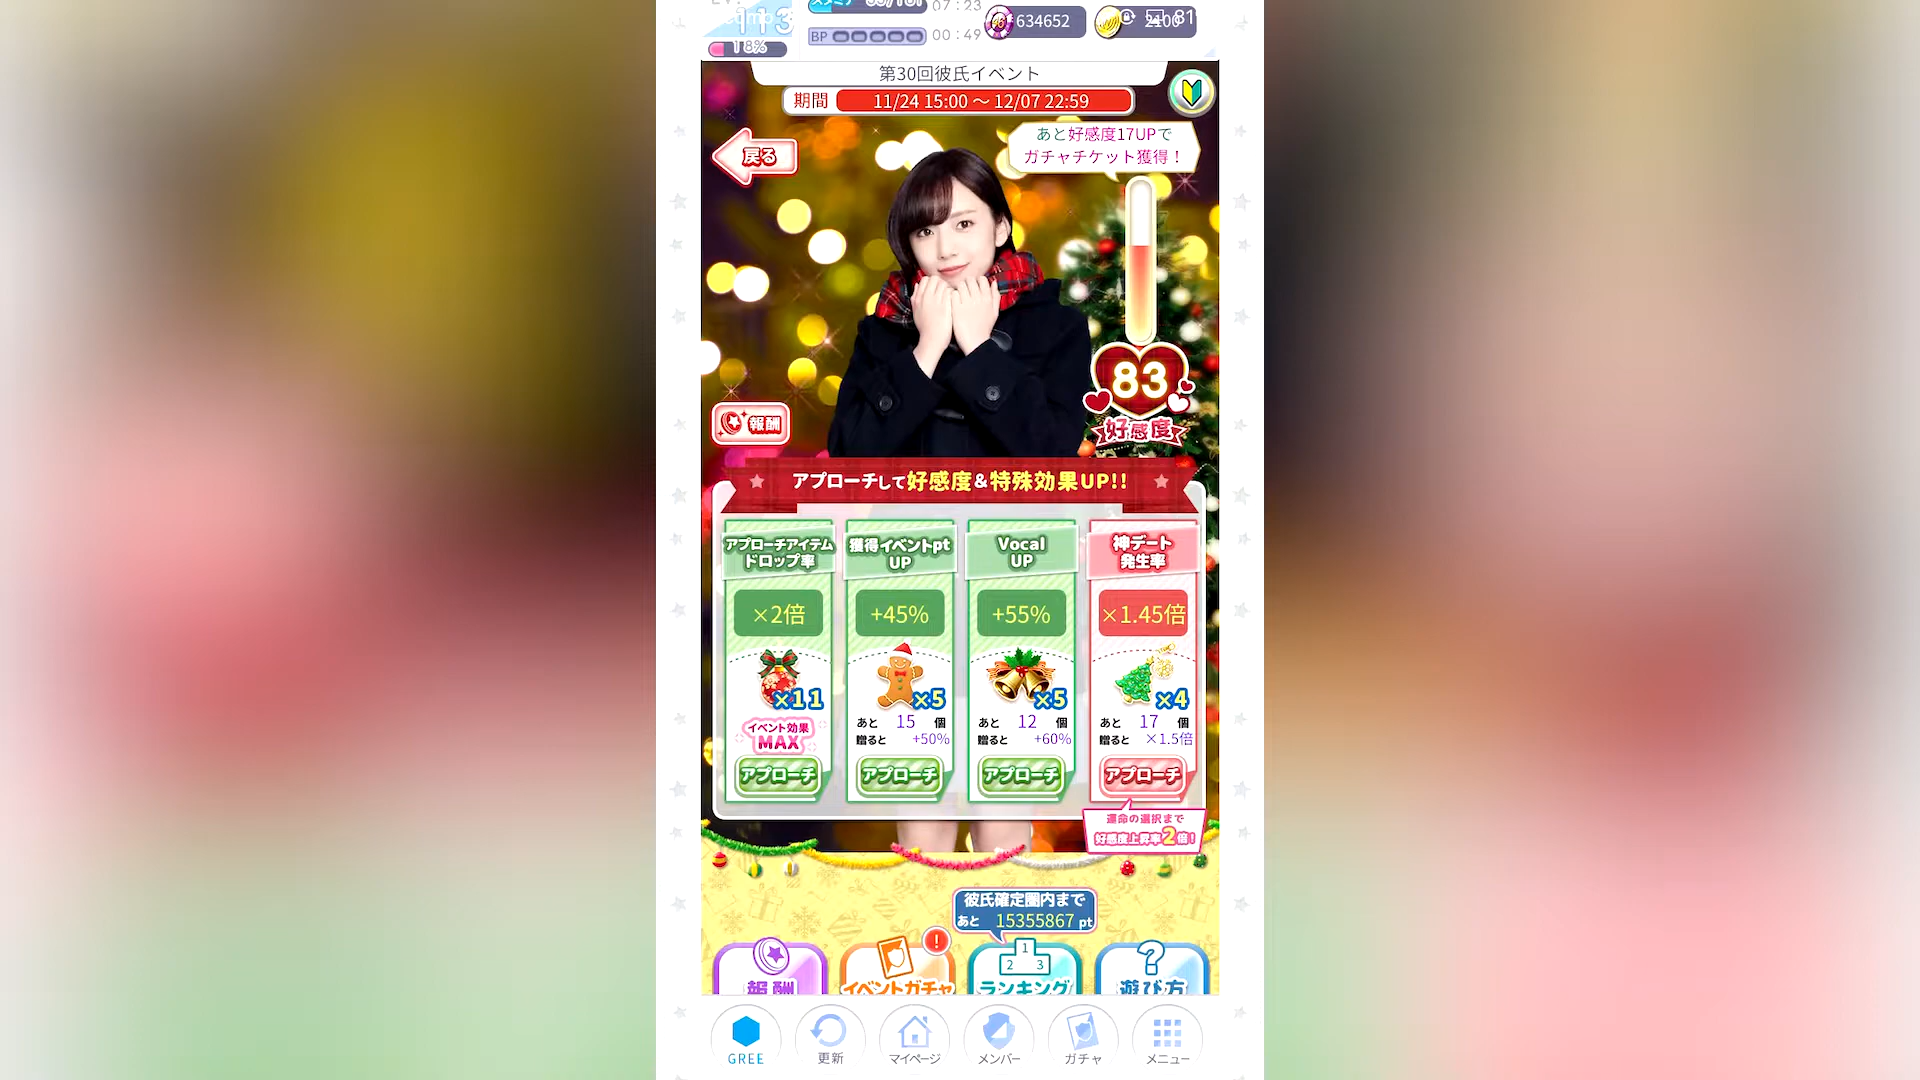 113
18%
07:23
BP
00:49
634652
2100
81
第30回彼氏イベント
期間 11/24 15:00 ～ 12/07 22:59
戻る
あと好感度17UPで
ガチャチケット獲得！
83
好感度
報酬
アプローチして好感度&特殊効果UP!!
アプローチアイテム
ドロップ率
×2倍
×11
イベント効果
MAX
アプローチ
獲得イベントpt
UP
+45%
×5
あと 15 個
贈ると +50%
アプローチ
Vocal
UP
+55%
×5
あと 12 個
贈ると +60%
アプローチ
神デート
発生率
×1.45倍
×4
あと 17 個
贈ると ×1.5倍
アプローチ
運命の選択まで
好感度上昇率2倍!
彼氏確定圏内まで
あと 15355867 pt
報酬
!
イベントガチャ
1
2 3
ランキング
?
遊び方
GREE
更新
マイページ
メンバー
ガチャ
メニュー